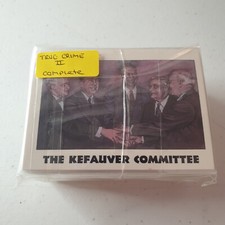 TRUE CRIME
II
COMPLETE
THE KEFAUVER COMMITTEE